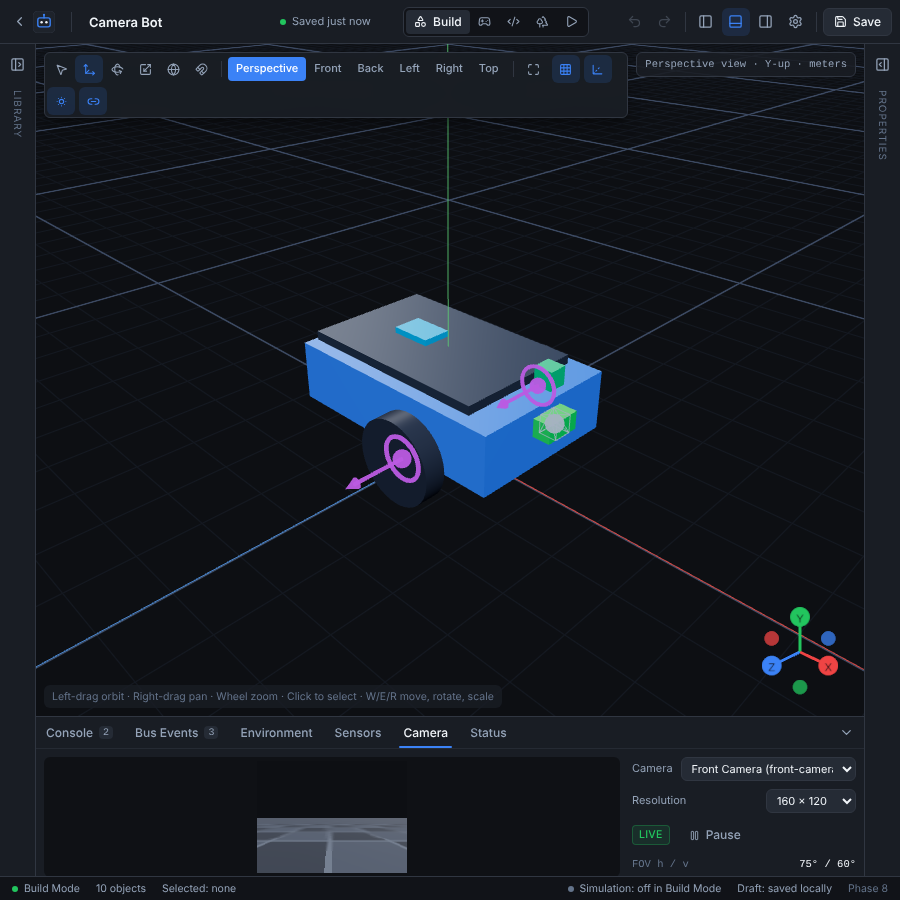 Camera Bot
Saved just now
Build
Save
LIBRARY
Perspective Front Back Left Right Top
Perspective view · Y-up · meters
PROPERTIES
Y
Z
X
Left-drag orbit · Right-drag pan · Wheel zoom · Click to select · W/E/R move, rotate, scale
Console 2 Bus Events 3 Environment Sensors Camera Status
Camera Front Camera (front-camera
Resolution 160 × 120
LIVE Pause
FOV h / v 75° / 60°
Build Mode 10 objects Selected: none Simulation: off in Build Mode Draft: saved locally Phase 8